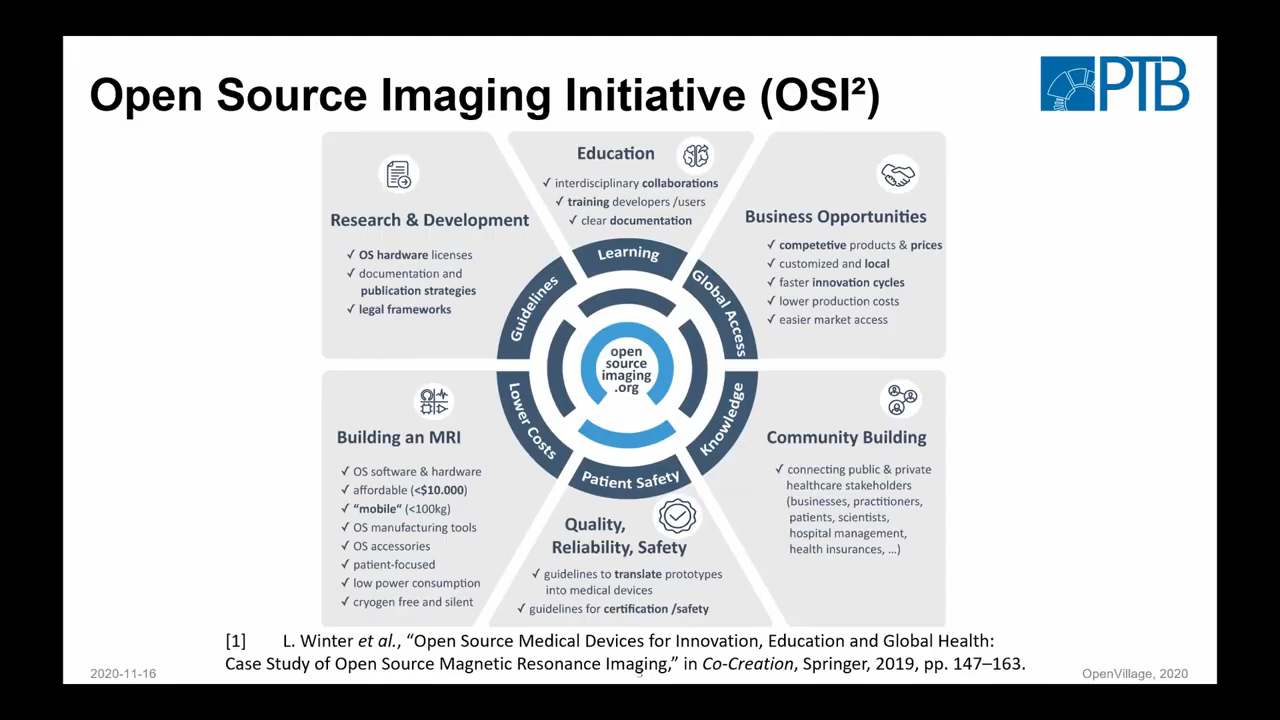 Open Source Imaging Initiative (OSI²)
PTB
Education
✓ interdisciplinary collaborations
✓ training developers /users
✓ clear documentation
Research & Development
✓ OS hardware licenses
✓ documentation and
publication strategies
✓ legal frameworks
Business Opportunities
✓ competetive products & prices
✓ customized and local
✓ faster innovation cycles
✓ lower production costs
✓ easier market access
Guidelines
Learning
Global Access
Lower Costs
Patient Safety
Knowledge
open
source
imaging
.org
Building an MRI
✓ OS software & hardware
✓ affordable (<$10.000)
✓ “mobile“ (<100kg)
✓ OS manufacturing tools
✓ OS accessories
✓ patient-focused
✓ low power consumption
✓ cryogen free and silent
Quality,
Reliability, Safety
✓ guidelines to translate prototypes
into medical devices
✓ guidelines for certification /safety
Community Building
✓ connecting public & private
healthcare stakeholders
(businesses, practitioners,
patients, scientists,
hospital management,
health insurances, ...)
[1] L. Winter et al., “Open Source Medical Devices for Innovation, Education and Global Health:
Case Study of Open Source Magnetic Resonance Imaging,” in Co-Creation, Springer, 2019, pp. 147–163.
2020-11-16
OpenVillage, 2020